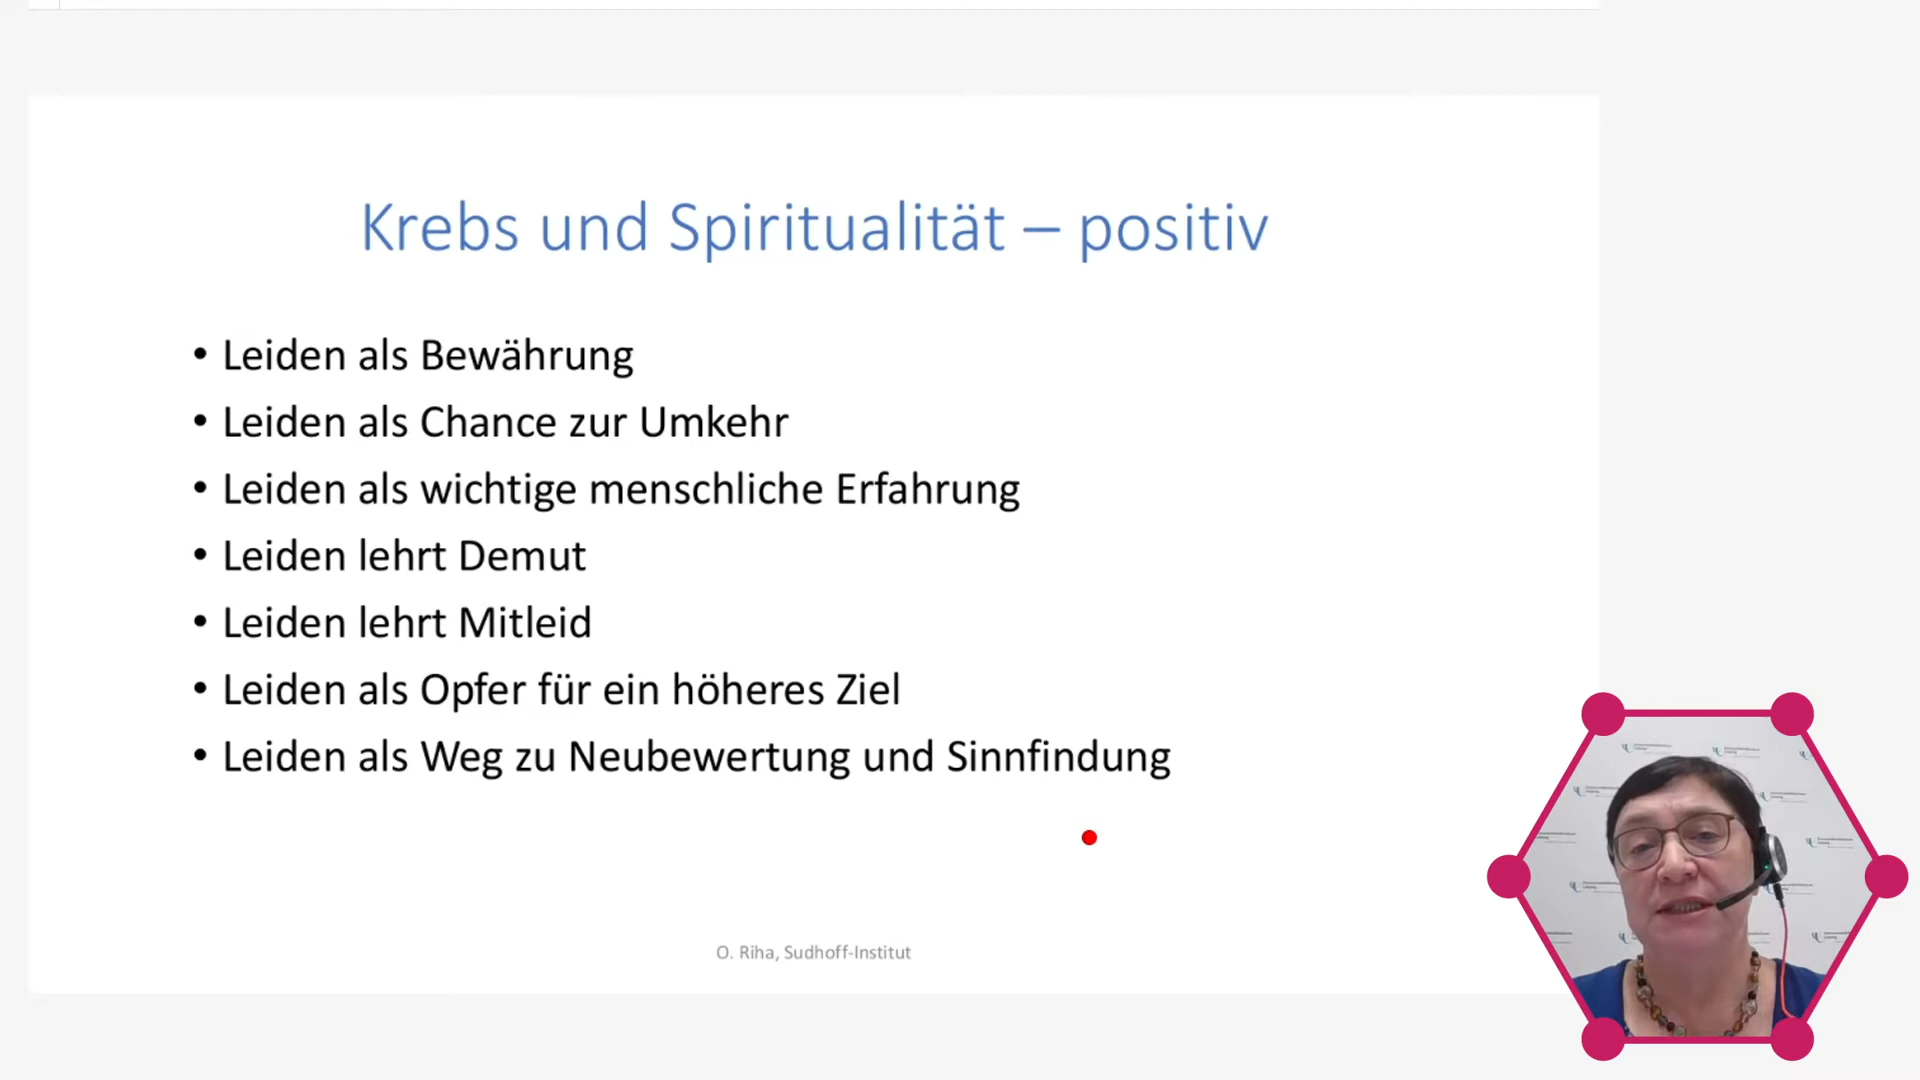 Krebs und Spiritualität – positiv
• Leiden als Bewährung
• Leiden als Chance zur Umkehr
• Leiden als wichtige menschliche Erfahrung
• Leiden lehrt Demut
• Leiden lehrt Mitleid
• Leiden als Opfer für ein höheres Ziel
• Leiden als Weg zu Neubewertung und Sinnfindung
O. Riha, Sudhoff-Institut